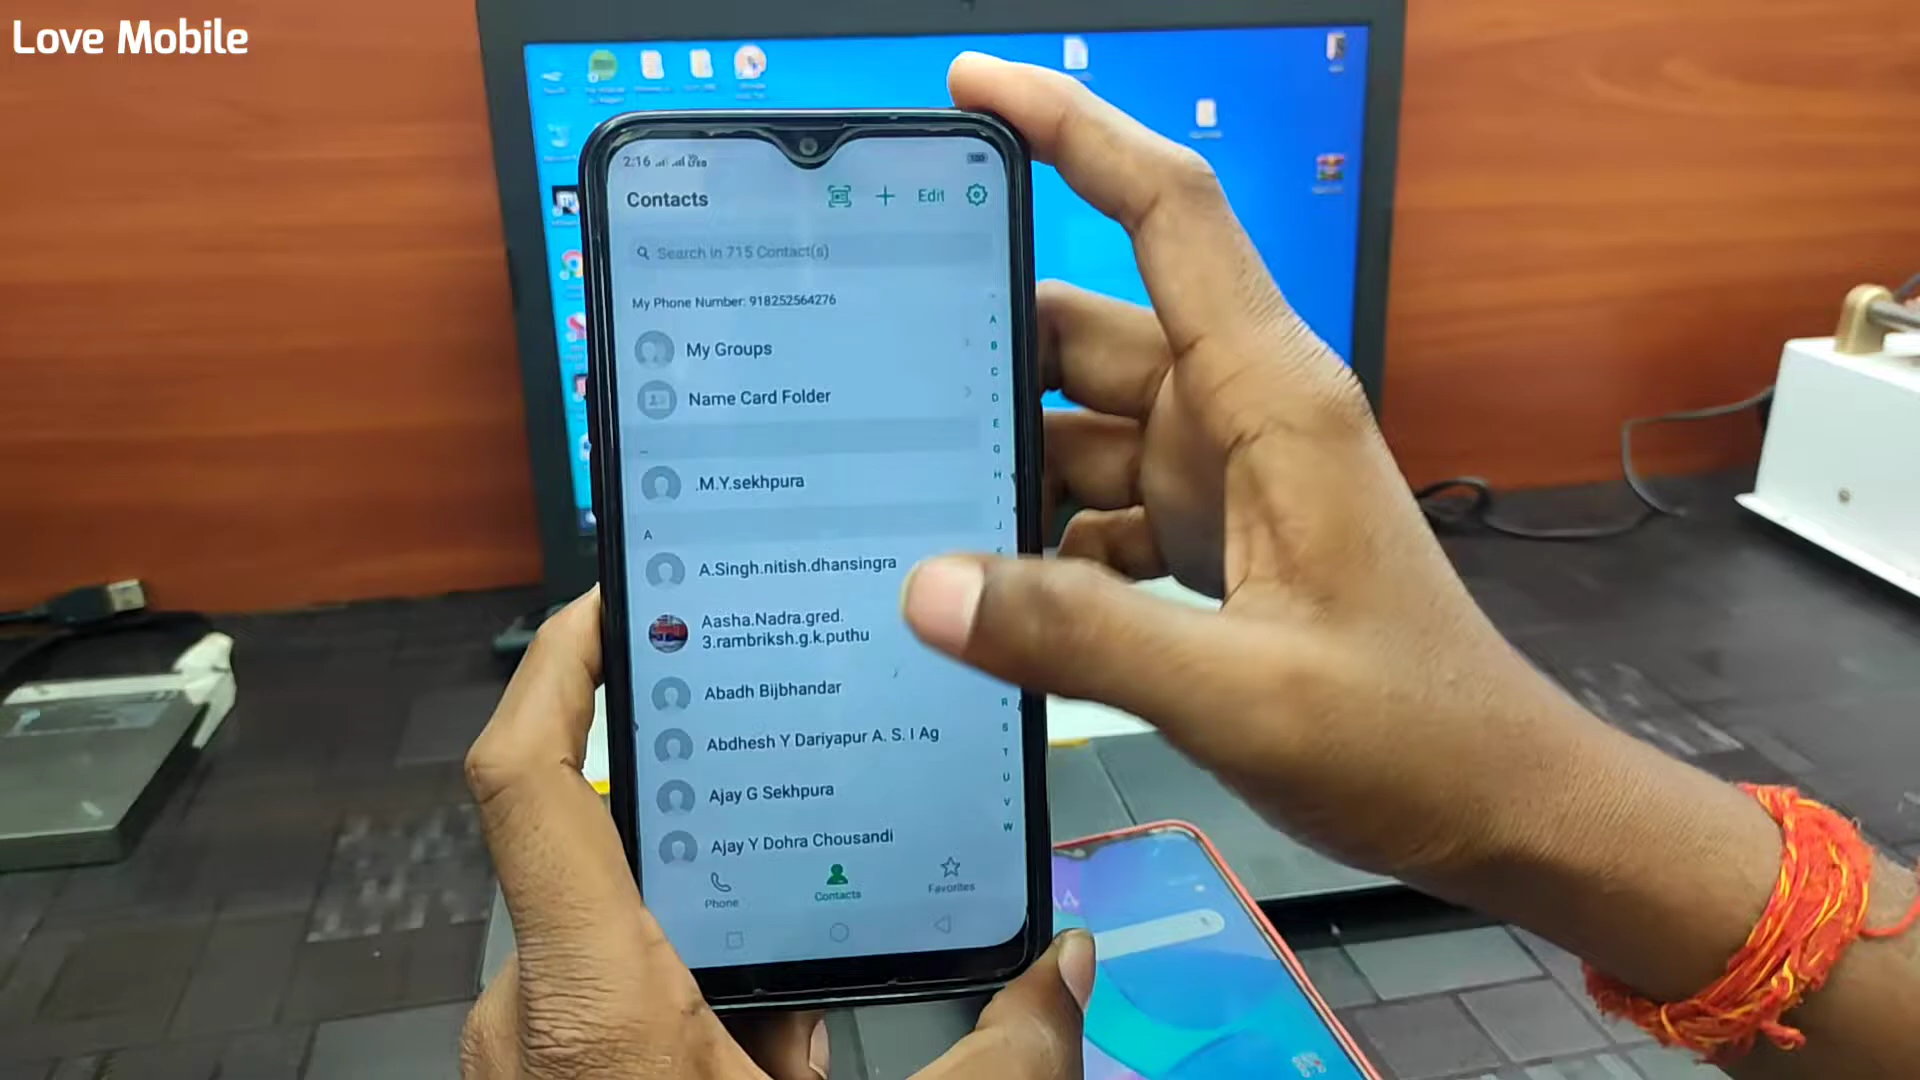 Love Mobile
2:16
Contacts
Edit
Search in 715 Contact(s)
My Phone Number: 918252564276
My Groups
Name Card Folder
.M.Y.sekhpura
A
A.Singh.nitish.dhansingra
Aasha.Nadra.gred.
3.rambriksh.g.k.puthu
Abadh Bijbhandar
Abdhesh Y Dariyapur A. S. I Ag
Ajay G Sekhpura
Ajay Y Dohra Chousandi
A
B
C
D
E
G
H
I
J
K
R
S
T
U
V
W
Phone
Contacts
Favorites